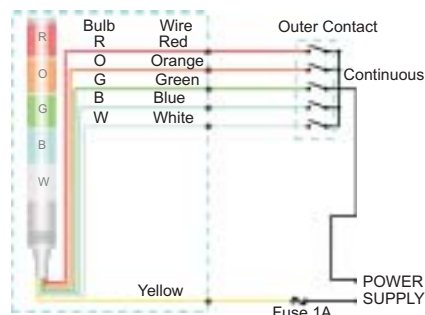 Bulb Wire Outer Contact
R R Red
O Orange
O G Green Continuous
G B Blue
W White
B
W
Yellow
POWER
SUPPLY
Fuse 1A